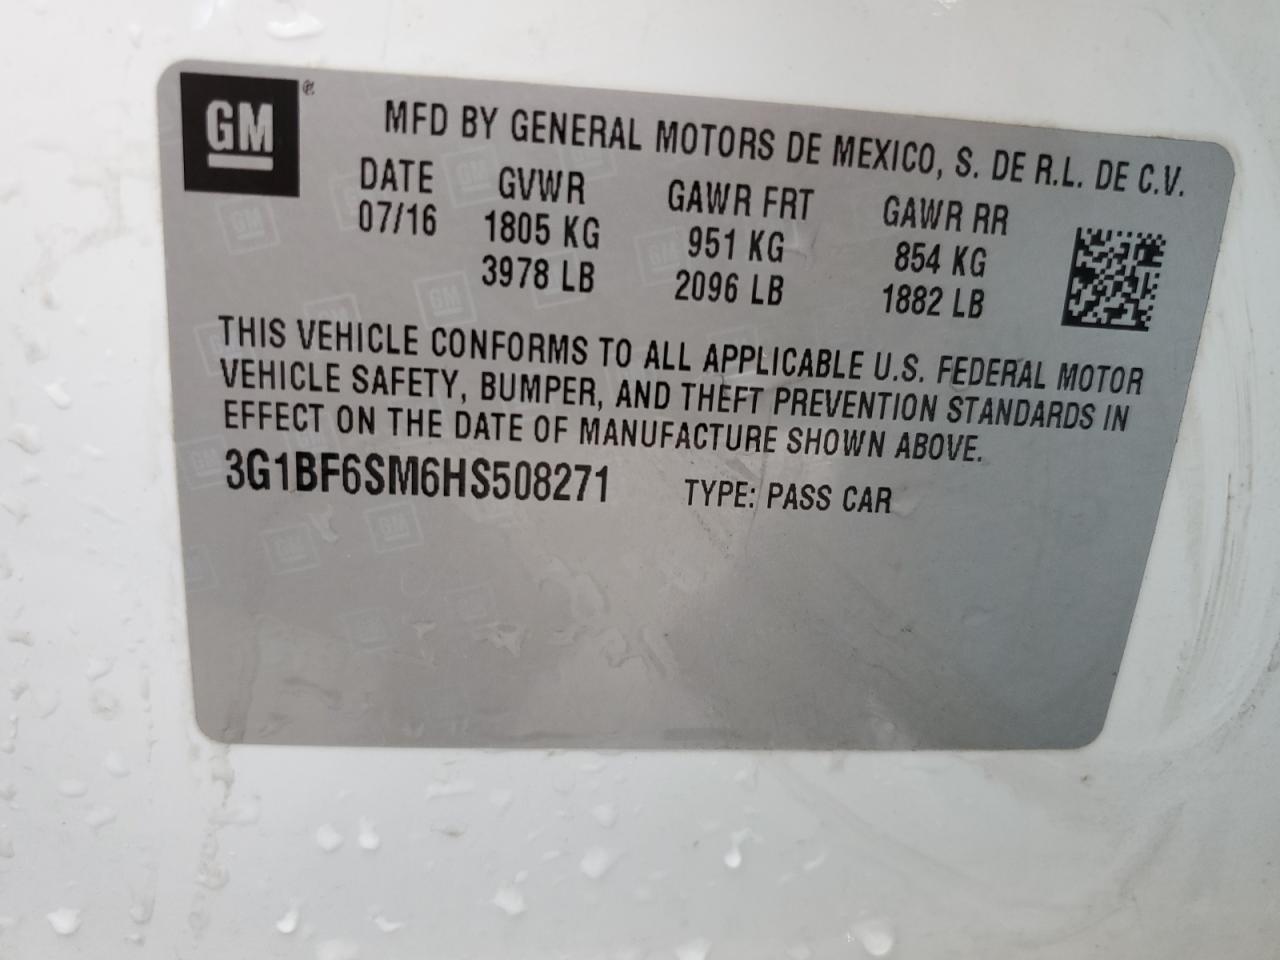 GM
MFD BY GENERAL MOTORS DE MEXICO, S. DE R.L. DE C.V.
DATE GVWR GAWR FRT GAWR RR
07/16 1805 KG 951 KG 854 KG
3978 LB 2096 LB 1882 LB
THIS VEHICLE CONFORMS TO ALL APPLICABLE U.S. FEDERAL MOTOR
VEHICLE SAFETY, BUMPER, AND THEFT PREVENTION STANDARDS IN
EFFECT ON THE DATE OF MANUFACTURE SHOWN ABOVE.
3G1BF6SM6HS508271 TYPE: PASS CAR